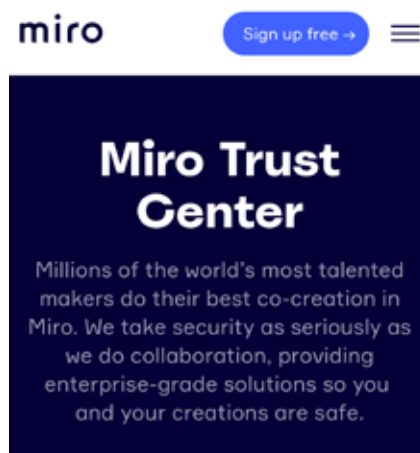 miro
Sign up free →
Miro Trust
Center
Millions of the world's most talented
makers do their best co-creation in
Miro. We take security as seriously as
we do collaboration, providing
enterprise-grade solutions so you
and your creations are safe.